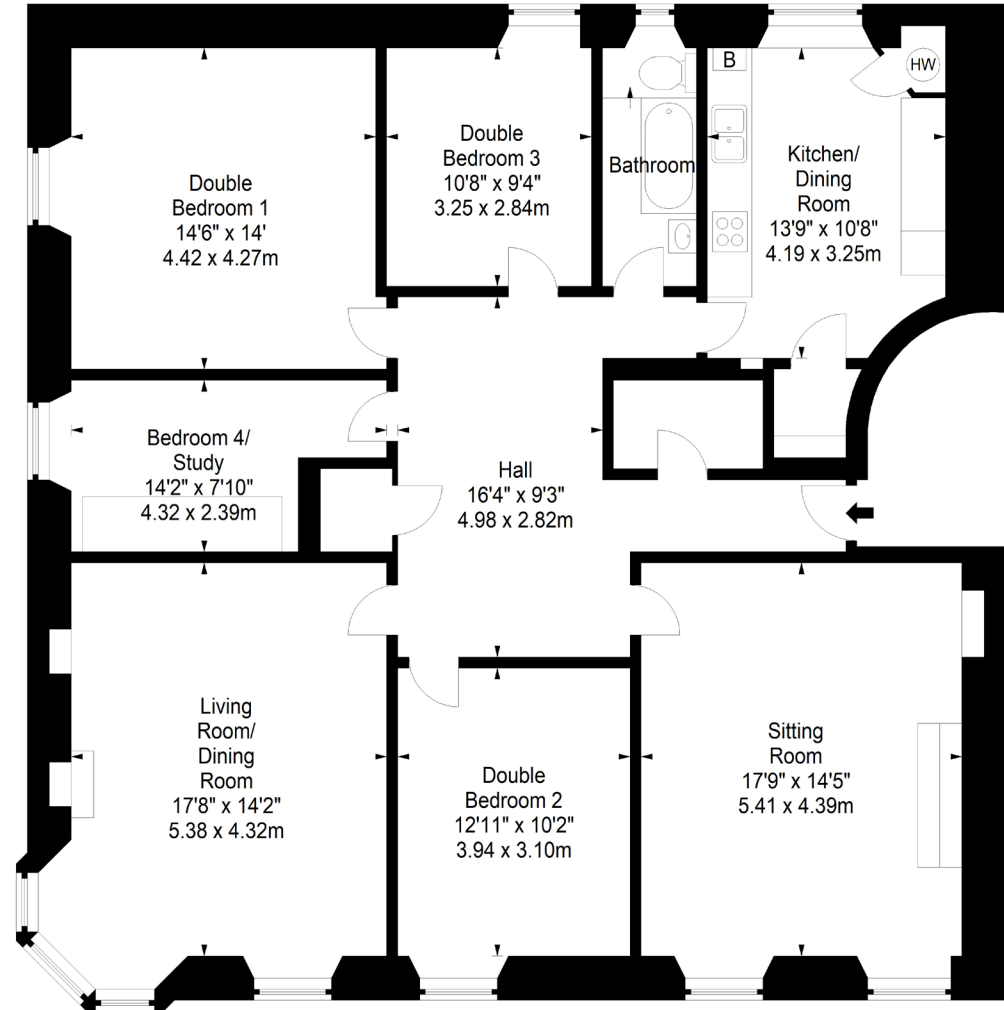 Double
Bedroom 1
14'6" x 14'
4.42 x 4.27m
Double
Bedroom 3
10'8" x 9'4"
3.25 x 2.84m
Bathroom
B
HW
Kitchen/
Dining
Room
13'9" x 10'8"
4.19 x 3.25m
Bedroom 4/
Study
14'2" x 7'10"
4.32 x 2.39m
Hall
16'4" x 9'3"
4.98 x 2.82m
Living
Room/
Dining
Room
17'8" x 14'2"
5.38 x 4.32m
Double
Bedroom 2
12'11" x 10'2"
3.94 x 3.10m
Sitting
Room
17'9" x 14'5"
5.41 x 4.39m